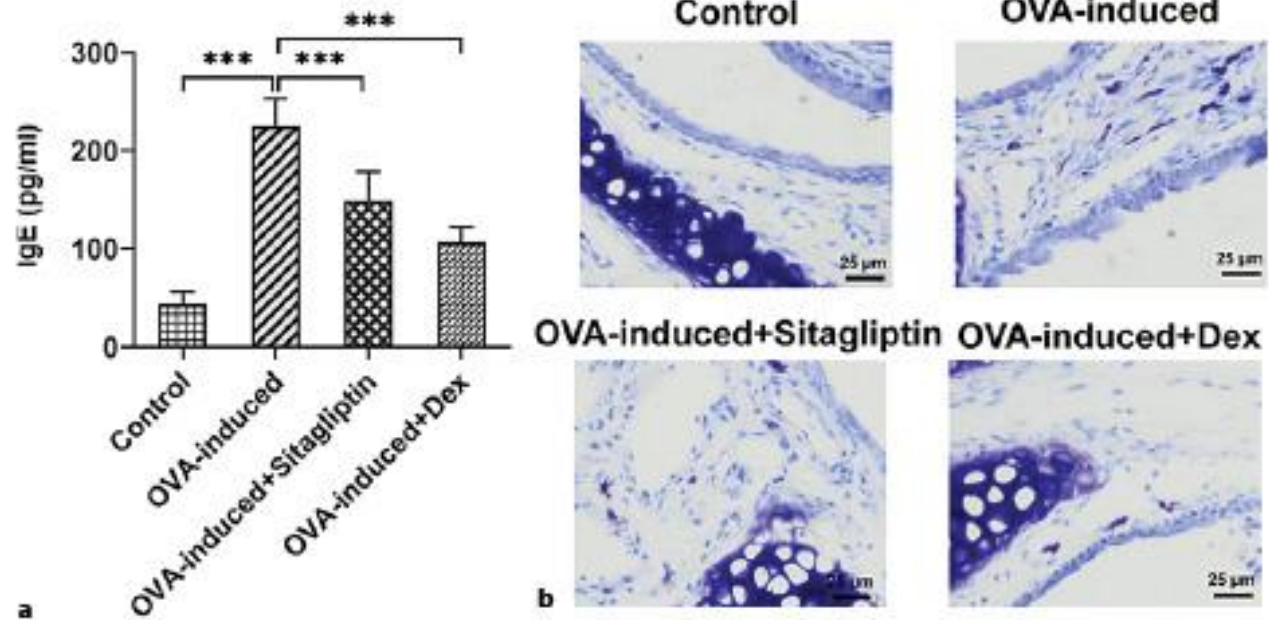 ***
*** ***
300
200
100
0
IgE (pg/ml)
Control
OVA-induced
OVA-induced+Sitagliptin
OVA-induced+Dex
a
Control
OVA-induced
25 µm
25 µm
OVA-induced+Sitagliptin
OVA-induced+Dex
25 µm
b